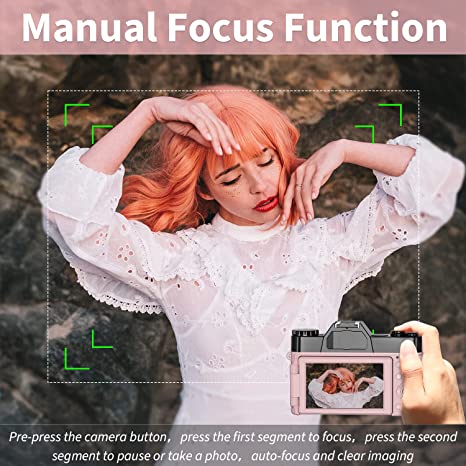 Manual Focus Function
Pre-press the camera button，press the first segment to focus，press the second
segment to pause or take a photo，auto-focus and clear imaging